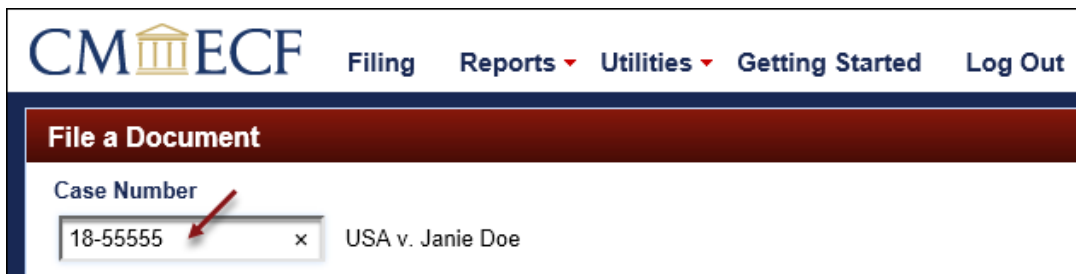 CM ECF Filing Reports Utilities Getting Started Log Out
File a Document
Case Number
18-55555 × USA v. Janie Doe